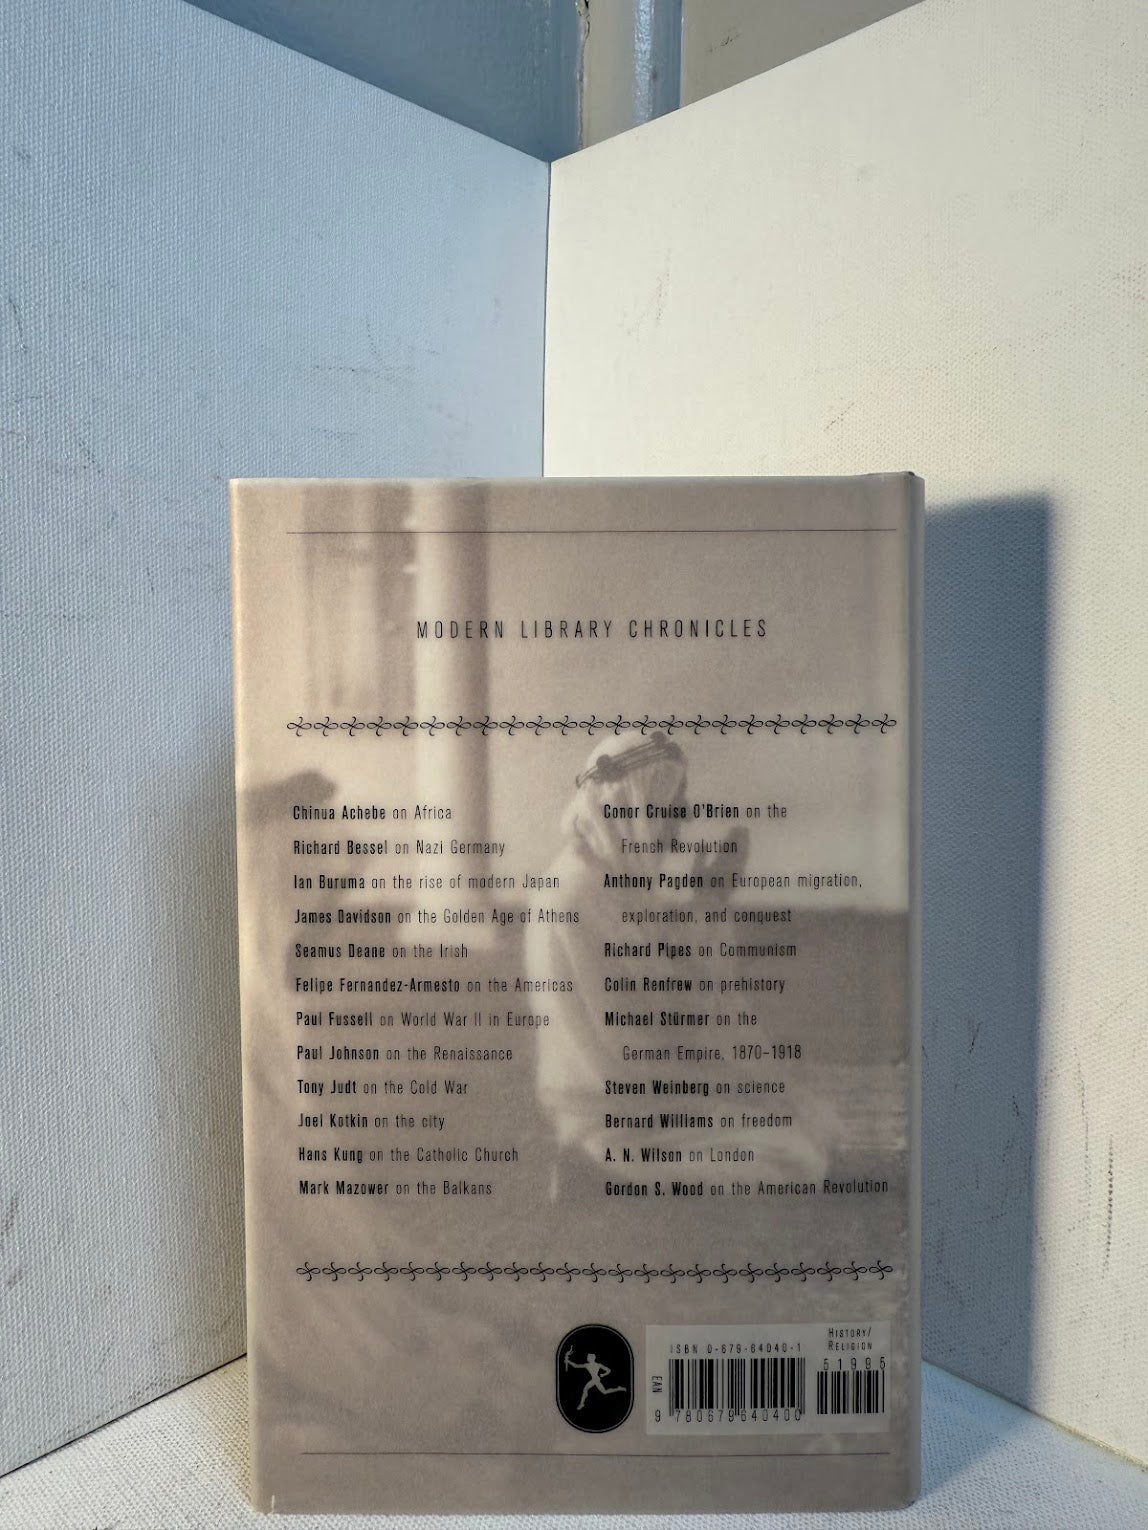 MODERN LIBRARY CHRONICLES
Chinua Achebe on Africa
Richard Bessel on Nazi Germany
Ian Buruma on the rise of modern Japan
James Davidson on the Golden Age of Athens
Seamus Deane on the Irish
Felipe Fernandez-Armesto on the Americas
Paul Fussell on World War II in Europe
Paul Johnson on the Renaissance
Tony Judt on the Cold War
Joel Kotkin on the city
Hans Kung on the Catholic Church
Mark Mazower on the Balkans
Conor Cruise O'Brien on the
French Revolution
Anthony Pagden on European migration,
exploration, and conquest
Richard Pipes on Communism
Colin Renfrew on prehistory
Michael Stürmer on the
German Empire, 1870–1918
Steven Weinberg on science
Bernard Williams on freedom
A. N. Wilson on London
Gordon S. Wood on the American Revolution
HISTORY/
RELIGION
ISBN 0-679-64040-1
51995
EAN
9 780679 640400